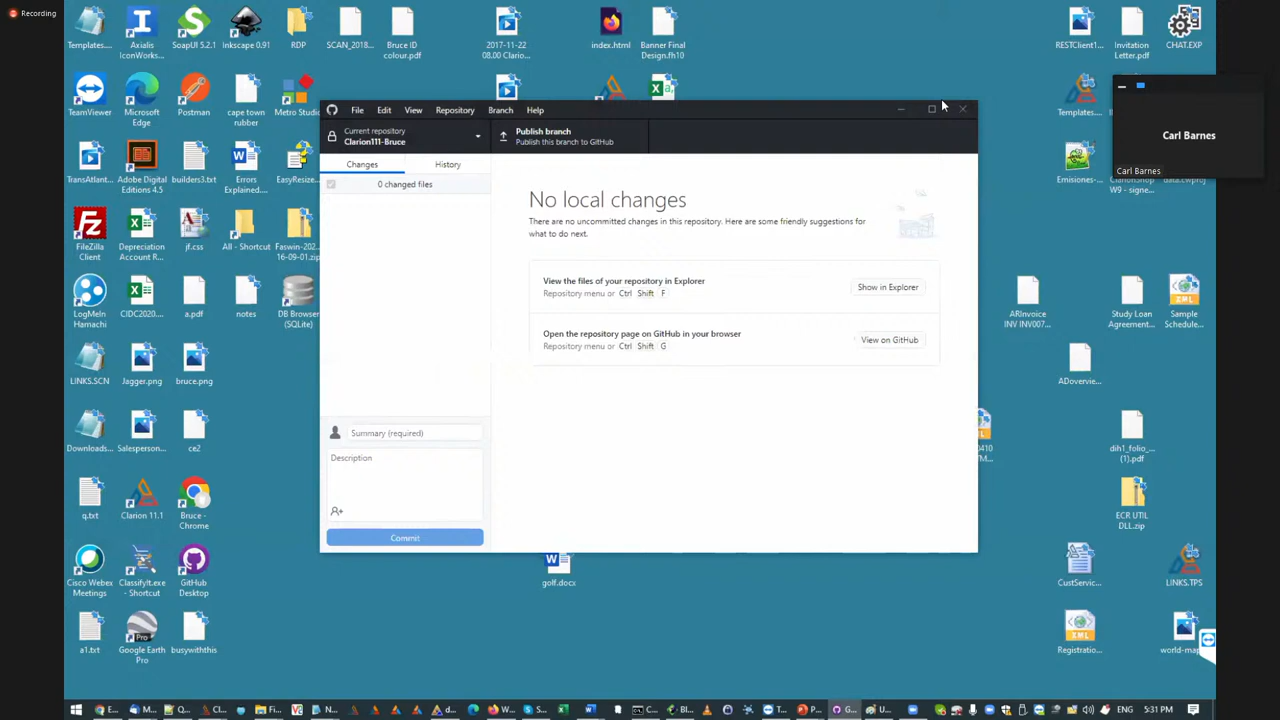 Recording
Templates...
Axialis
IconWorks...
SoapUI 5.2.1
Inkscape 0.91
RDP
SCAN_2018...
Bruce ID
colour.pdf
2017-11-22
08.00 Clario...
index.html
Banner Final
Design.fh10
RESTClient1...
Invitation
Letter.pdf
CHAT.EXP
TeamViewer
Microsoft
Edge
Postman
cape town
rubber
Metro Studio
Templates...
File Edit View Repository Branch Help
Current repository
Clarion111-Bruce
Publish branch
Publish this branch to GitHub
Carl Barnes
Carl Barnes
Changes
History
0 changed files
No local changes
There are no uncommitted changes in this repository. Here are some friendly suggestions for
what to do next.
View the files of your repository in Explorer
Repository menu or Ctrl Shift F
Show in Explorer
Open the repository page on GitHub in your browser
Repository menu or Ctrl Shift G
View on GitHub
Summary (required)
Description
Commit
TransAtlant...
Adobe Digital
Editions 4.5
builders3.txt
Errors
Explained....
EasyResize...
Emisiones-...
W9 - signe...
data.cwproj
FileZilla
Client
Depreciation
Account R...
jf.css
All - Shortcut
Faswin-202...
16-09-01.zip
LogMeIn
Hamachi
CIDC2020....
a.pdf
notes
DB Browser
(SQLite)
ARInvoice
INV INV007...
Study Loan
Agreement...
Sample
Schedule...
LINKS.SCN
Jagger.png
bruce.png
ADovervie...
Downloads...
Salesperson...
ce2
dih1_folio_...
(1).pdf
q.txt
Clarion 11.1
Bruce -
Chrome
ECR UTIL
DLL.zip
Cisco Webex
Meetings
ClassifyIt.exe
- Shortcut
GitHub
Desktop
golf.docx
CustServic...
LINKS.TPS
a1.txt
Google Earth
Pro
busywiththis
Registratio...
world-map
5:31 PM